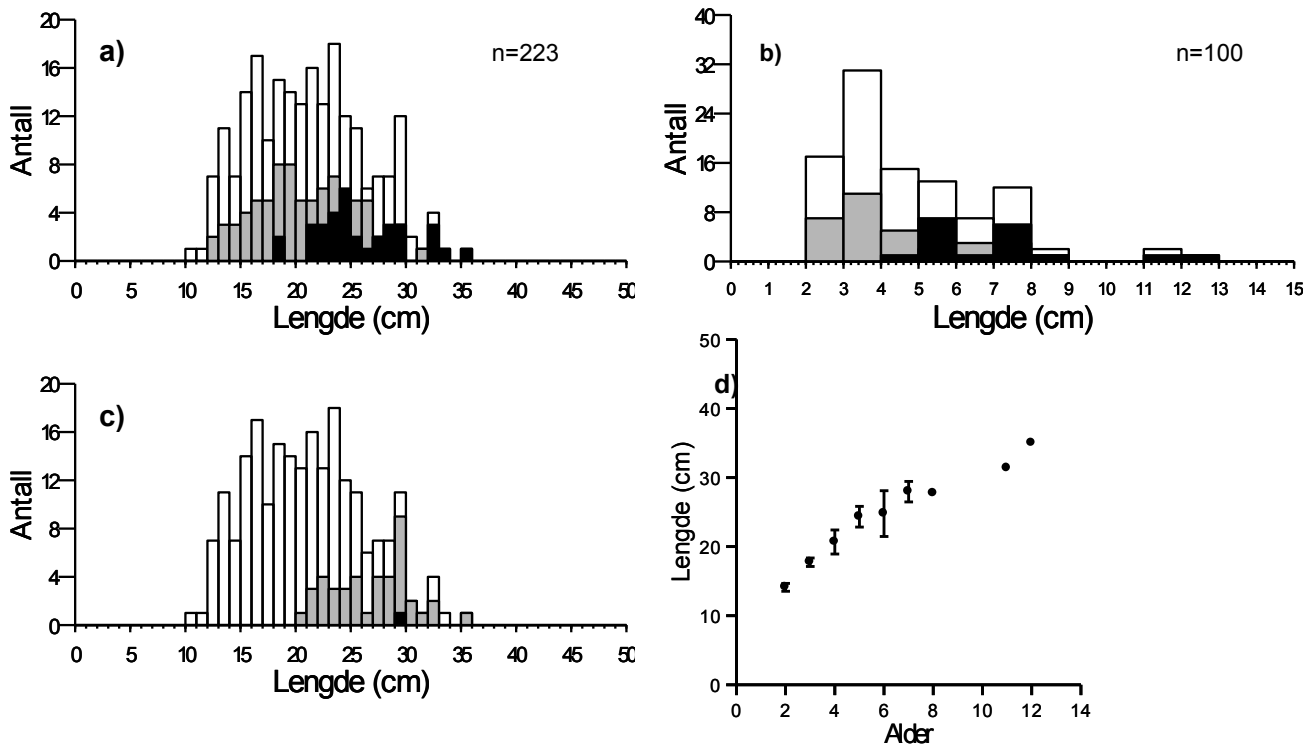 a)
n=223
20
16
12
8
4
0
Antall
0 5 10 15 20 25 30 35 40 45 50
Lengde (cm)
b)
n=100
40
32
24
16
8
0
Antall
0 1 2 3 4 5 6 7 8 9 10 11 12 13 14 15
Lengde (cm)
c)
20
16
12
8
4
0
Antall
0 5 10 15 20 25 30 35 40 45 50
Lengde (cm)
d)
50
40
30
20
10
0
Lengde (cm)
0 2 4 6 8 10 12 14
Alder